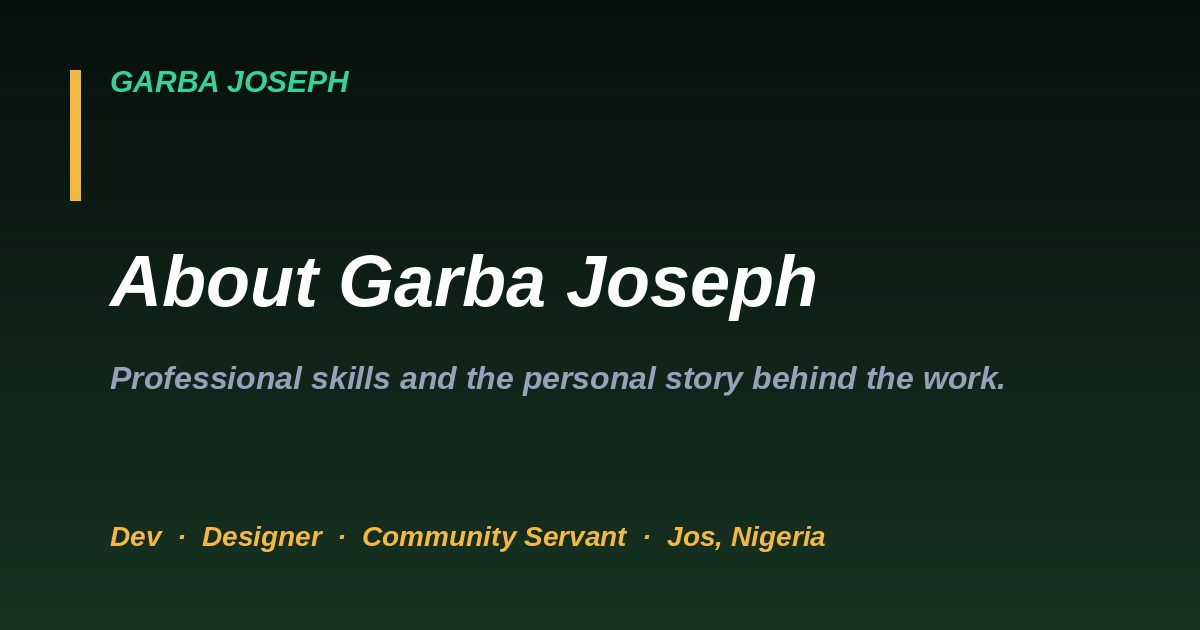 GARBA JOSEPH
About Garba Joseph
Professional skills and the personal story behind the work.
Dev · Designer · Community Servant · Jos, Nigeria